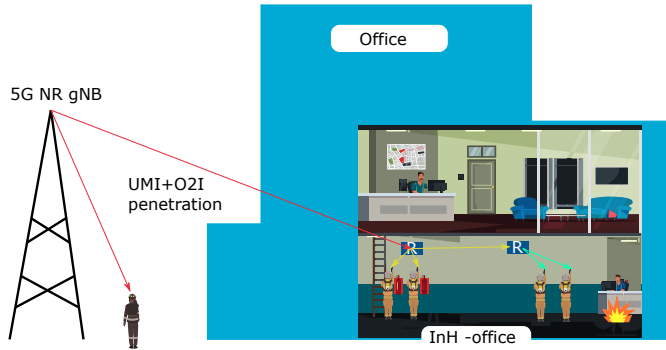 Office
5G NR gNB
UMI+O2I
penetration
R
R
InH -office